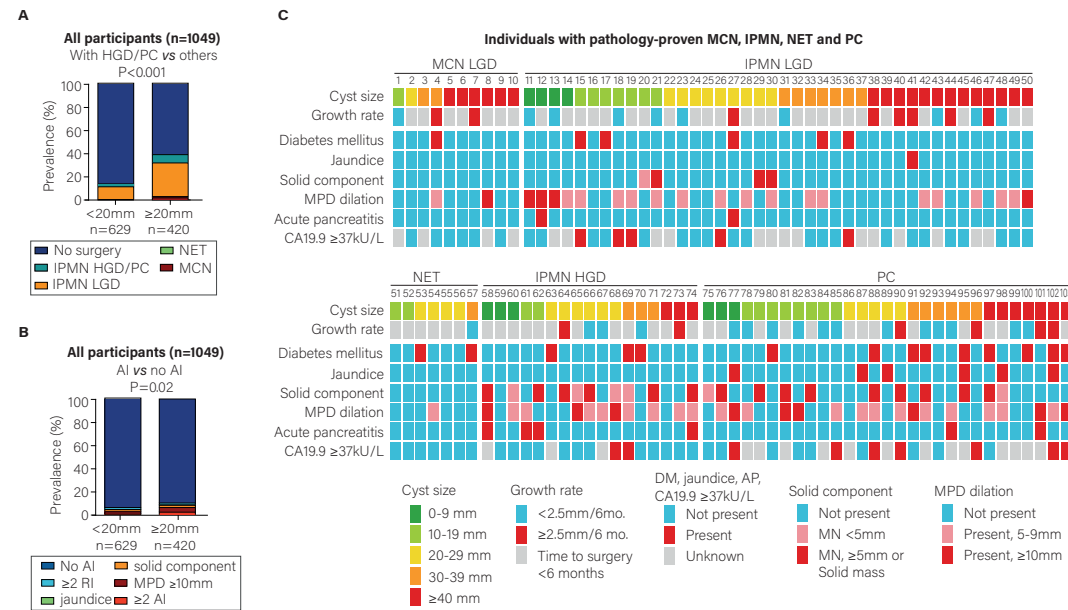 A
All participants (n=1049)
With HGD/PC vs others
P<0.001
Prevalence (%)
100
80
60
40
20
0
<20mm ≥20mm
n=629 n=420
No surgery NET
IPMN HGD/PC MCN
IPMN LGD
B
All participants (n=1049)
AI vs no AI
P=0.02
Prevalaence (%)
100
80
60
40
20
0
<20mm ≥20mm
n=629 n=420
No AI solid component
≥2 RI MPD ≥10mm
jaundice ≥2 AI
C
Individuals with pathology-proven MCN, IPMN, NET and PC
MCN LGD IPMN LGD
1 2 3 4 5 6 7 8 9 10 11 12 13 14 15 16 17 18 19 20 21 22 23 24 25 26 27 28 29 30 31 32 33 34 35 36 37 38 39 40 41 42 43 44 45 46 47 48 49 50
Cyst size
Growth rate
Diabetes mellitus
Jaundice
Solid component
MPD dilation
Acute pancreatitis
CA19.9 ≥37kU/L
NET IPMN HGD PC
51 52 53 54 55 56 57 58 59 60 61 62 63 64 65 66 67 68 69 70 71 72 73 74 75 76 77 78 79 80 81 82 83 84 85 86 87 88 89 90 91 92 93 94 95 96 97 98 99 100 101 102 103
Cyst size
Growth rate
Diabetes mellitus
Jaundice
Solid component
MPD dilation
Acute pancreatitis
CA19.9 ≥37kU/L
Cyst size
0-9 mm
10-19 mm
20-29 mm
30-39 mm
≥40 mm
Growth rate
<2.5mm/6mo.
≥2.5mm/6 mo.
Time to surgery
<6 months
DM, jaundice, AP,
CA19.9 ≥37kU/L
Not present
Present
Unknown
Solid component
Not present
MN <5mm
MN, ≥5mm or
Solid mass
MPD dilation
Not present
Present, 5-9mm
Present, ≥10mm